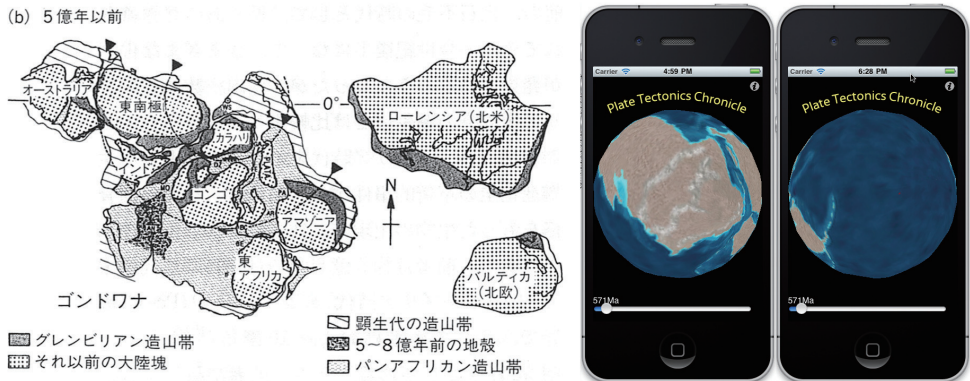 (b) 5億年以前
オーストラリア
東南極
カラハリ
インド
コンゴ
アマゾニア
東
アフリカ
ゴンドワナ
0°
ローレンシア(北米)
N
バルティカ
(北欧)
グレンビリアン造山帯
それ以前の大陸塊
顕生代の造山帯
5~8億年前の地殻
パンアフリカン造山帯
Carrier 4:59 PM
Plate Tectonics Chronicle
571Ma
Carrier 6:28 PM
Plate Tectonics Chronicle
571Ma